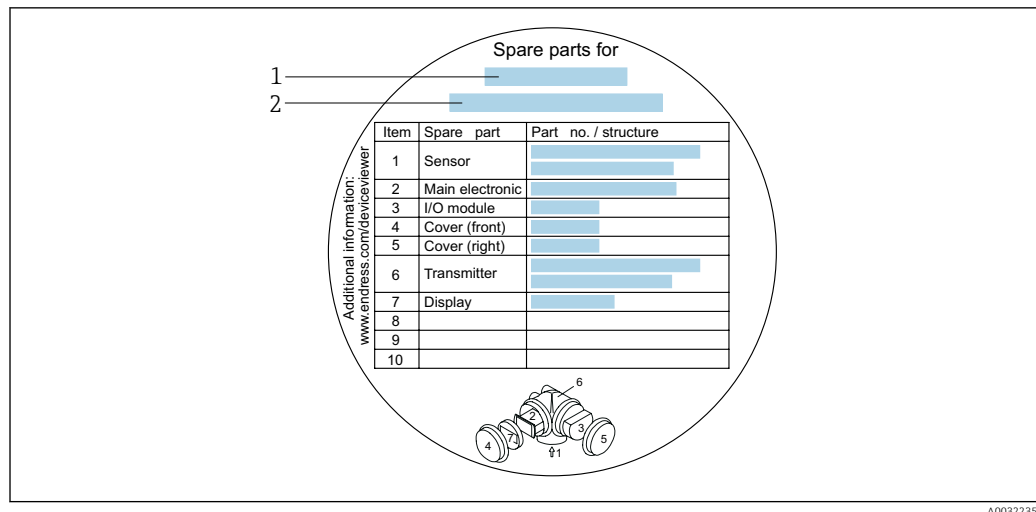 Spare parts for
1
2
Additional information:
www.endress.com/deviceviewer
Item Spare part Part no. / structure
1 Sensor
2 Main electronic
3 I/O module
4 Cover (front)
5 Cover (right)
6 Transmitter
7 Display
8
9
10
6
2
3
7
4
5
1
A0032235